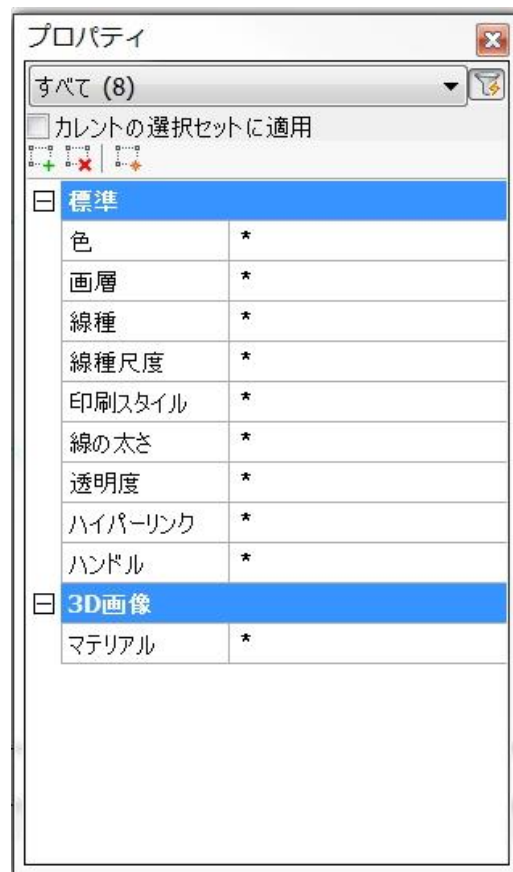 プロパティ
すべて (8)
カレントの選択セットに適用
標準
色 *
画層 *
線種 *
線種尺度 *
印刷スタイル *
線の太さ *
透明度 *
ハイパーリンク *
ハンドル *
3D画像
マテリアル *